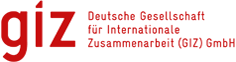 giz
Deutsche Gesellschaft
für Internationale
Zusammenarbeit (GIZ) GmbH